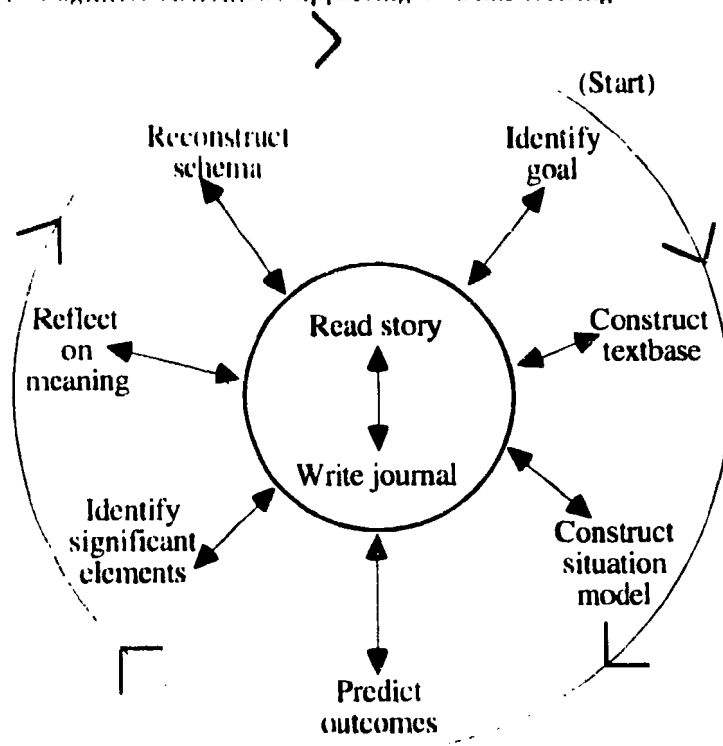 (Start)
Identify
goal
Construct
textbase
Construct
situation
model
Predict
outcomes
Identify
significant
elements
Reflect
on
meaning
Reconstruct
schema
Read story
Write journal